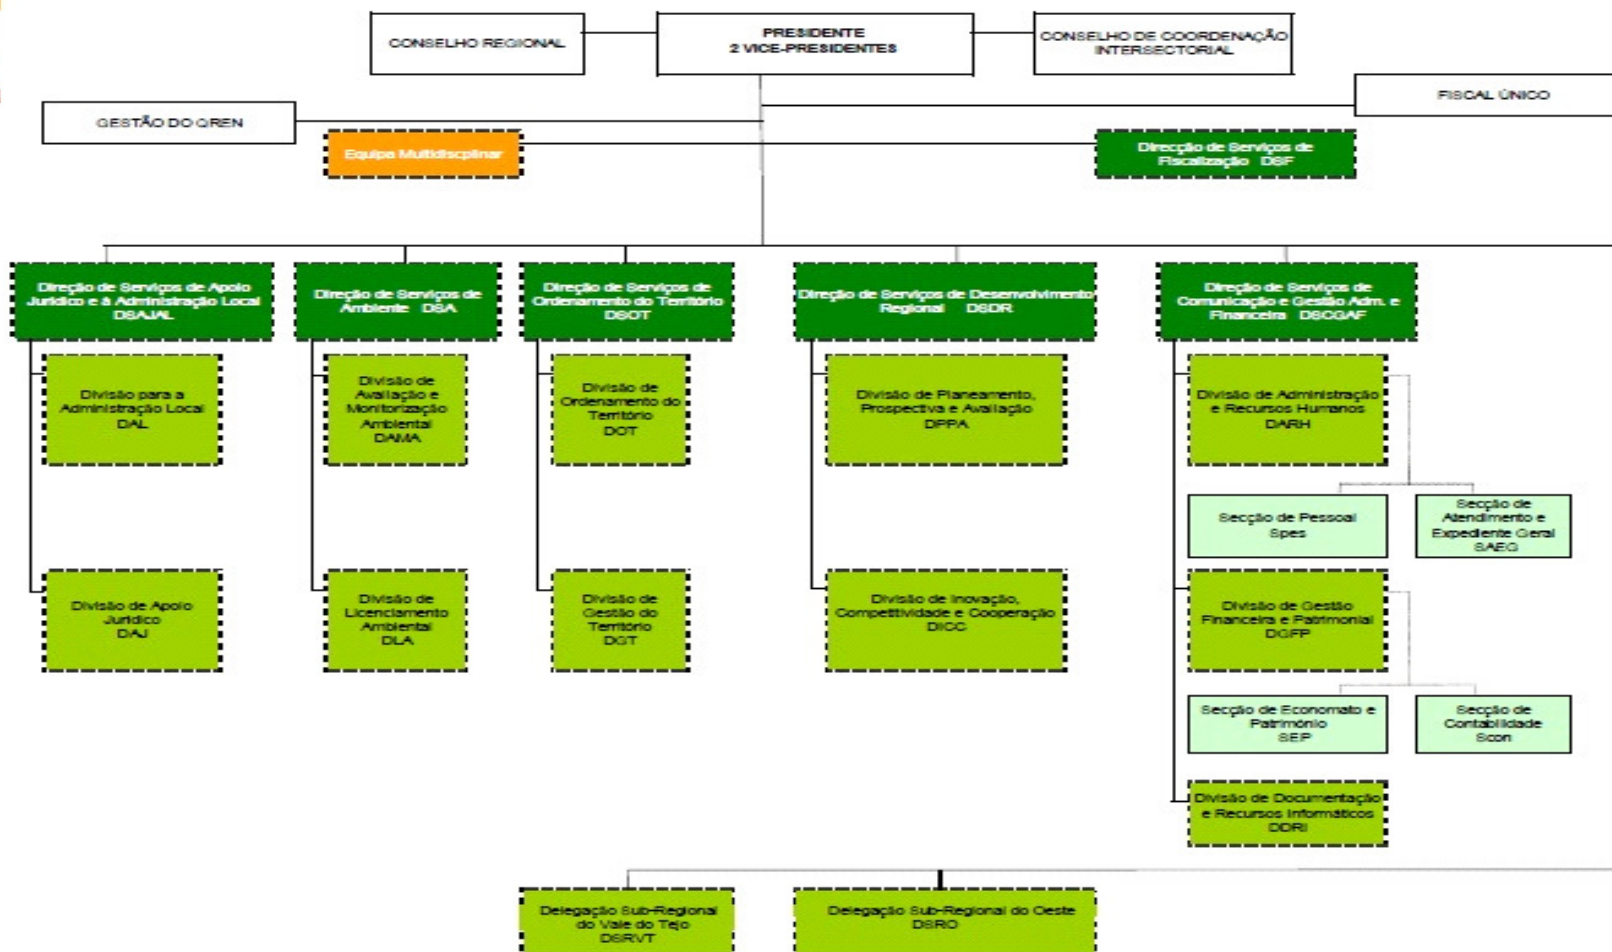 CONSELHO REGIONAL
PRESIDENTE
2 VICE-PRESIDENTES
CONSELHO DE COORDENAÇÃO
INTERSECTORIAL
FISCAL ÚNICO
GESTÃO DO QREN
Equipa Multidiscplinar
Direcção de Serviços de
Fiscalização DSF
Direção de Serviços de Apoio
Jurídico e à Administração Local
DSAJAL
Direção de Serviços de
Ambiente DSA
Direção de Serviços de
Ordenamento do Território
DSOT
Direção de Serviços de Desenvolvimento
Regional DSDR
Direção de Serviços de
Comunicação e Gestão Adm. e
Financeira DSCGAF
Divisão para a
Administração Local
DAL
Divisão de
Avaliação e
Monitorização
Ambiental
DAMA
Divisão de
Ordenamento do
Território
DOT
Divisão de Planeamento,
Prospectiva e Avaliação
DPPA
Divisão de Administração
e Recursos Humanos
DARH
Secção de Pessoal
Spes
Secção de
Atendimento e
Expediente Geral
SAEG
Divisão de Apoio
Jurídico
DAJ
Divisão de
Licenciamento
Ambiental
DLA
Divisão de
Gestão do
Território
DGT
Divisão de Inovação,
Competitividade e Cooperação
DICC
Divisão de Gestão
Financeira e Patrimonial
DGFP
Secção de Economato e
Património
SEP
Secção de
Contabilidade
Scon
Divisão de Documentação
e Recursos Informáticos
DDRI
Delegação Sub-Regional
do Vale do Tejo
DSRVT
Delegação Sub-Regional do Oeste
DSRO